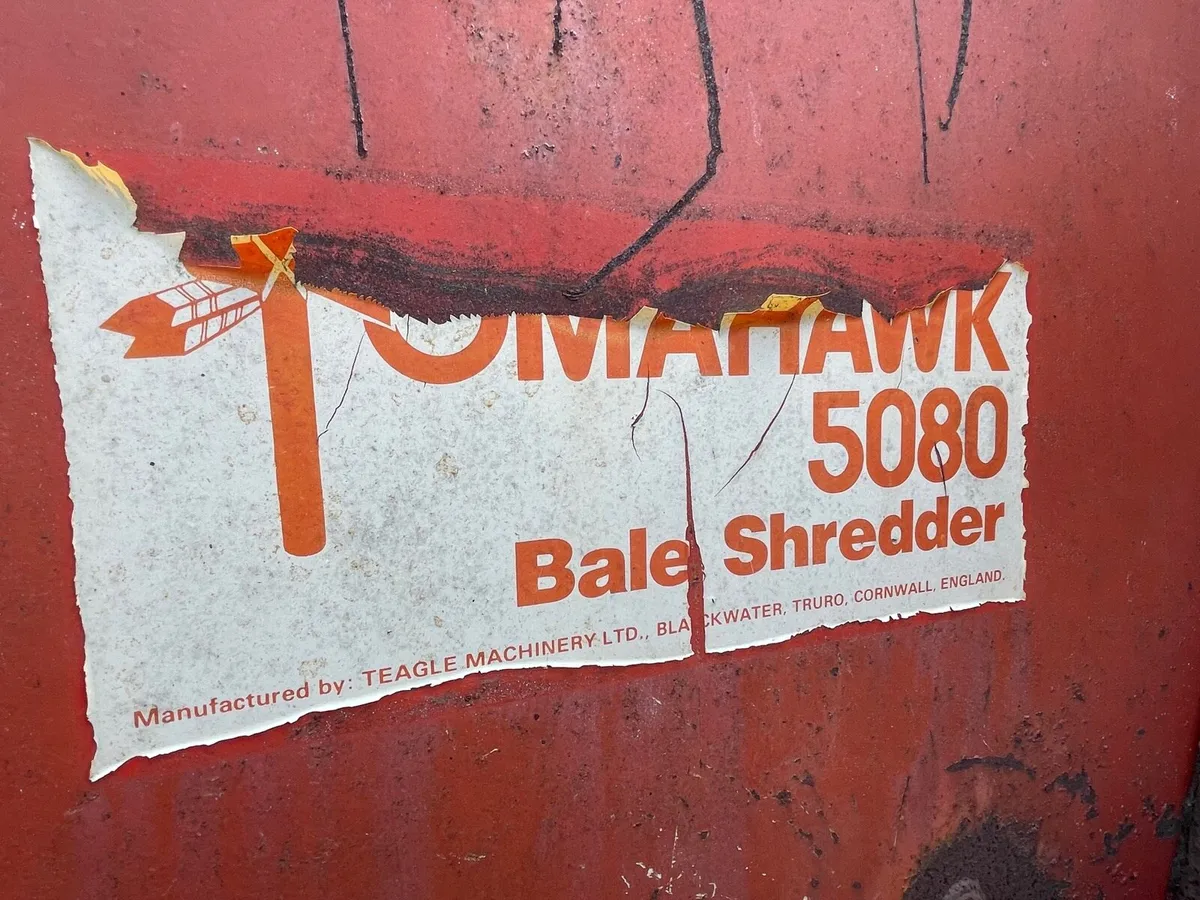 TOMAHAWK
5080
Bale Shredder
Manufactured by: TEAGLE MACHINERY LTD., BLACKWATER, TRURO, CORNWALL, ENGLAND.